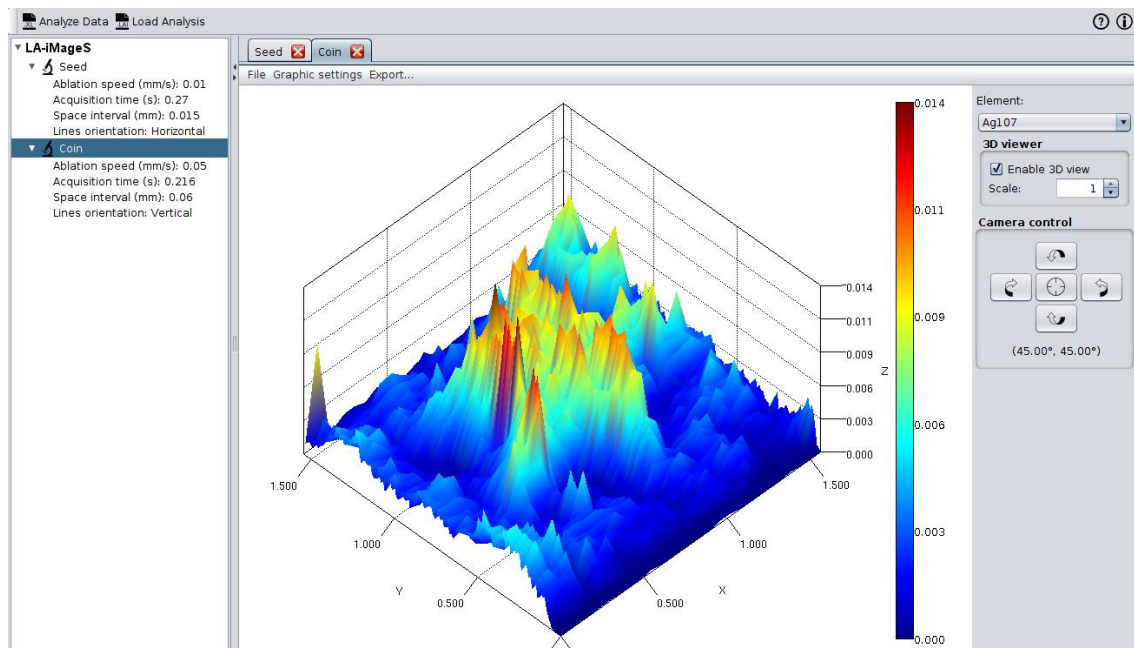 Analyze Data Load Analysis
LA-iMageS
Seed
Ablation speed (mm/s): 0.01
Acquisition time (s): 0.27
Space interval (mm): 0.015
Lines orientation: Horizontal
Coin
Ablation speed (mm/s): 0.05
Acquisition time (s): 0.216
Space interval (mm): 0.06
Lines orientation: Vertical
Seed Coin
File Graphic settings Export...
0.014
0.011
0.009
0.006
0.003
0.000
Z
1.500
1.000
0.500
Y
1.500
1.000
0.500
X
0.014
0.011
0.009
0.006
0.003
0.000
Element:
Ag107
3D viewer
Enable 3D view
Scale: 1
Camera control
(45.00°, 45.00°)